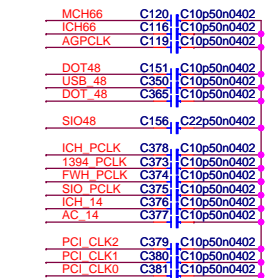 MCH66 C120 C10p50n0402
ICH66 C116 C10p50n0402
AGPCLK C119 C10p50n0402
DOT48 C151 C10p50n0402
USB_48 C350 C10p50n0402
DOT_48 C365 C10p50n0402
SIO48 C156 C22p50n0402
ICH_PCLK C378 C10p50n0402
1394_PCLK C373 C10p50n0402
FWH_PCLK C374 C10p50n0402
SIO_PCLK C375 C10p50n0402
ICH_14 C376 C10p50n0402
AC_14 C377 C10p50n0402
PCI_CLK2 C379 C10p50n0402
PCI_CLK1 C380 C10p50n0402
PCI_CLK0 C381 C10p50n0402